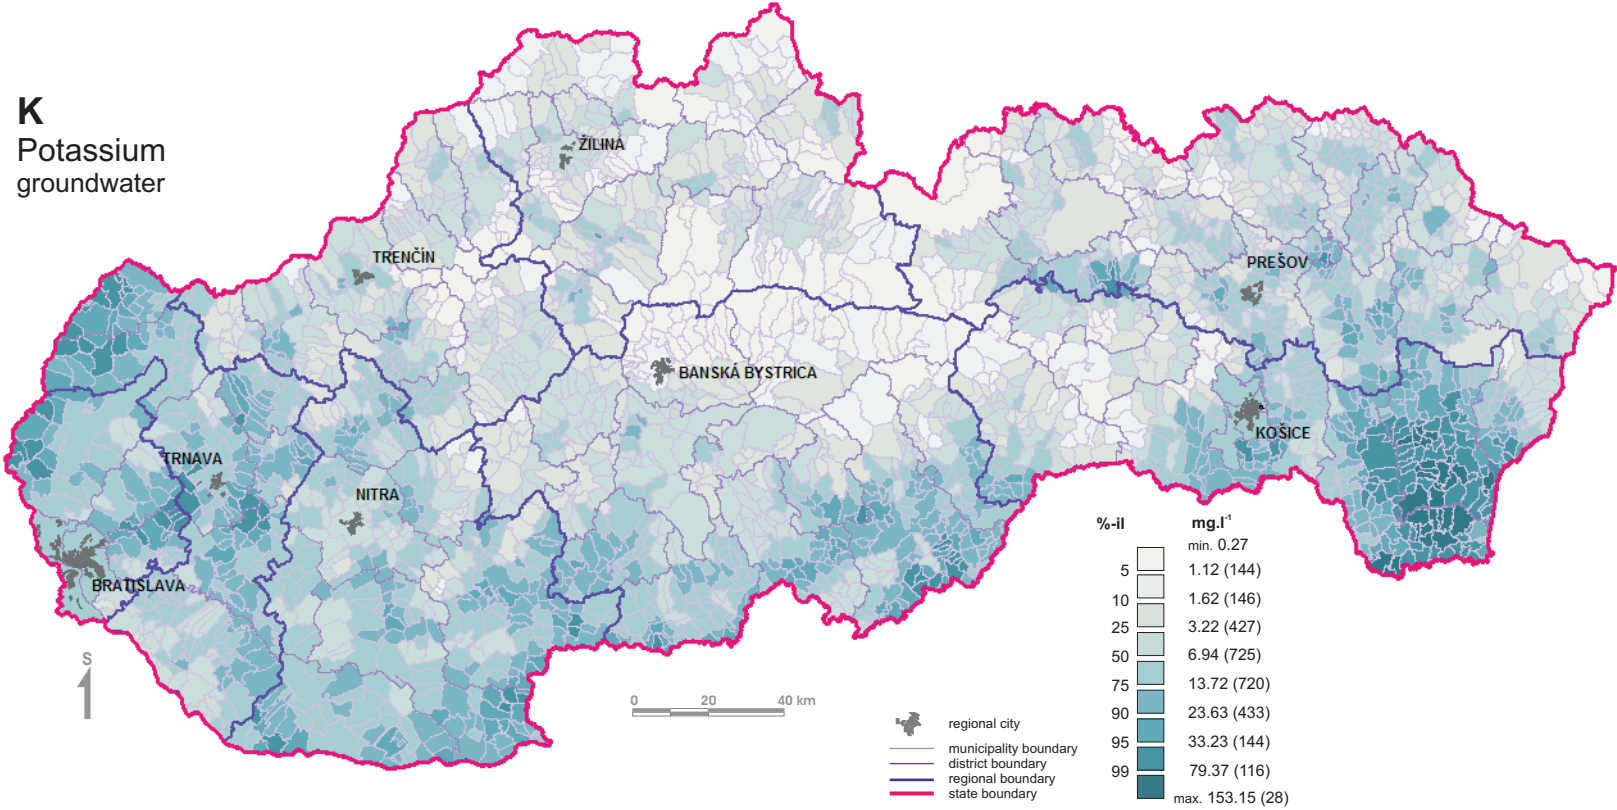 K
Potassium
groundwater
ŽILINA
TRENČÍN
PREŠOV
BANSKÁ BYSTRICA
KOŠICE
TRNAVA
NITRA
BRATISLAVA
S
0 20 40 km
regional city
municipality boundary
district boundary
regional boundary
state boundary
%-il mg.l-1
min. 0.27
5 1.12 (144)
10 1.62 (146)
25 3.22 (427)
50 6.94 (725)
75 13.72 (720)
90 23.63 (433)
95 33.23 (144)
99 79.37 (116)
max. 153.15 (28)